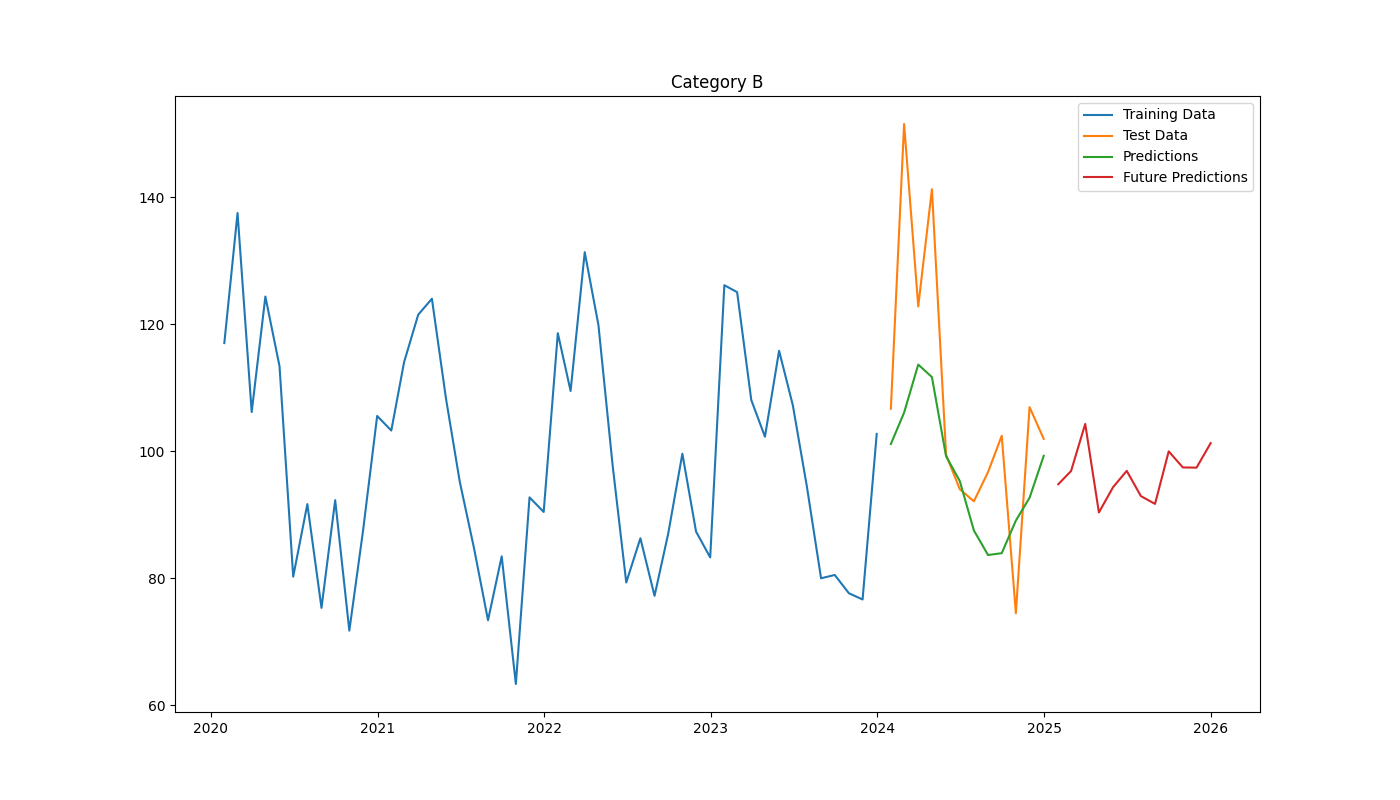 Category B
Training Data
Test Data
Predictions
Future Predictions
140
120
100
80
60
2020 2021 2022 2023 2024 2025 2026